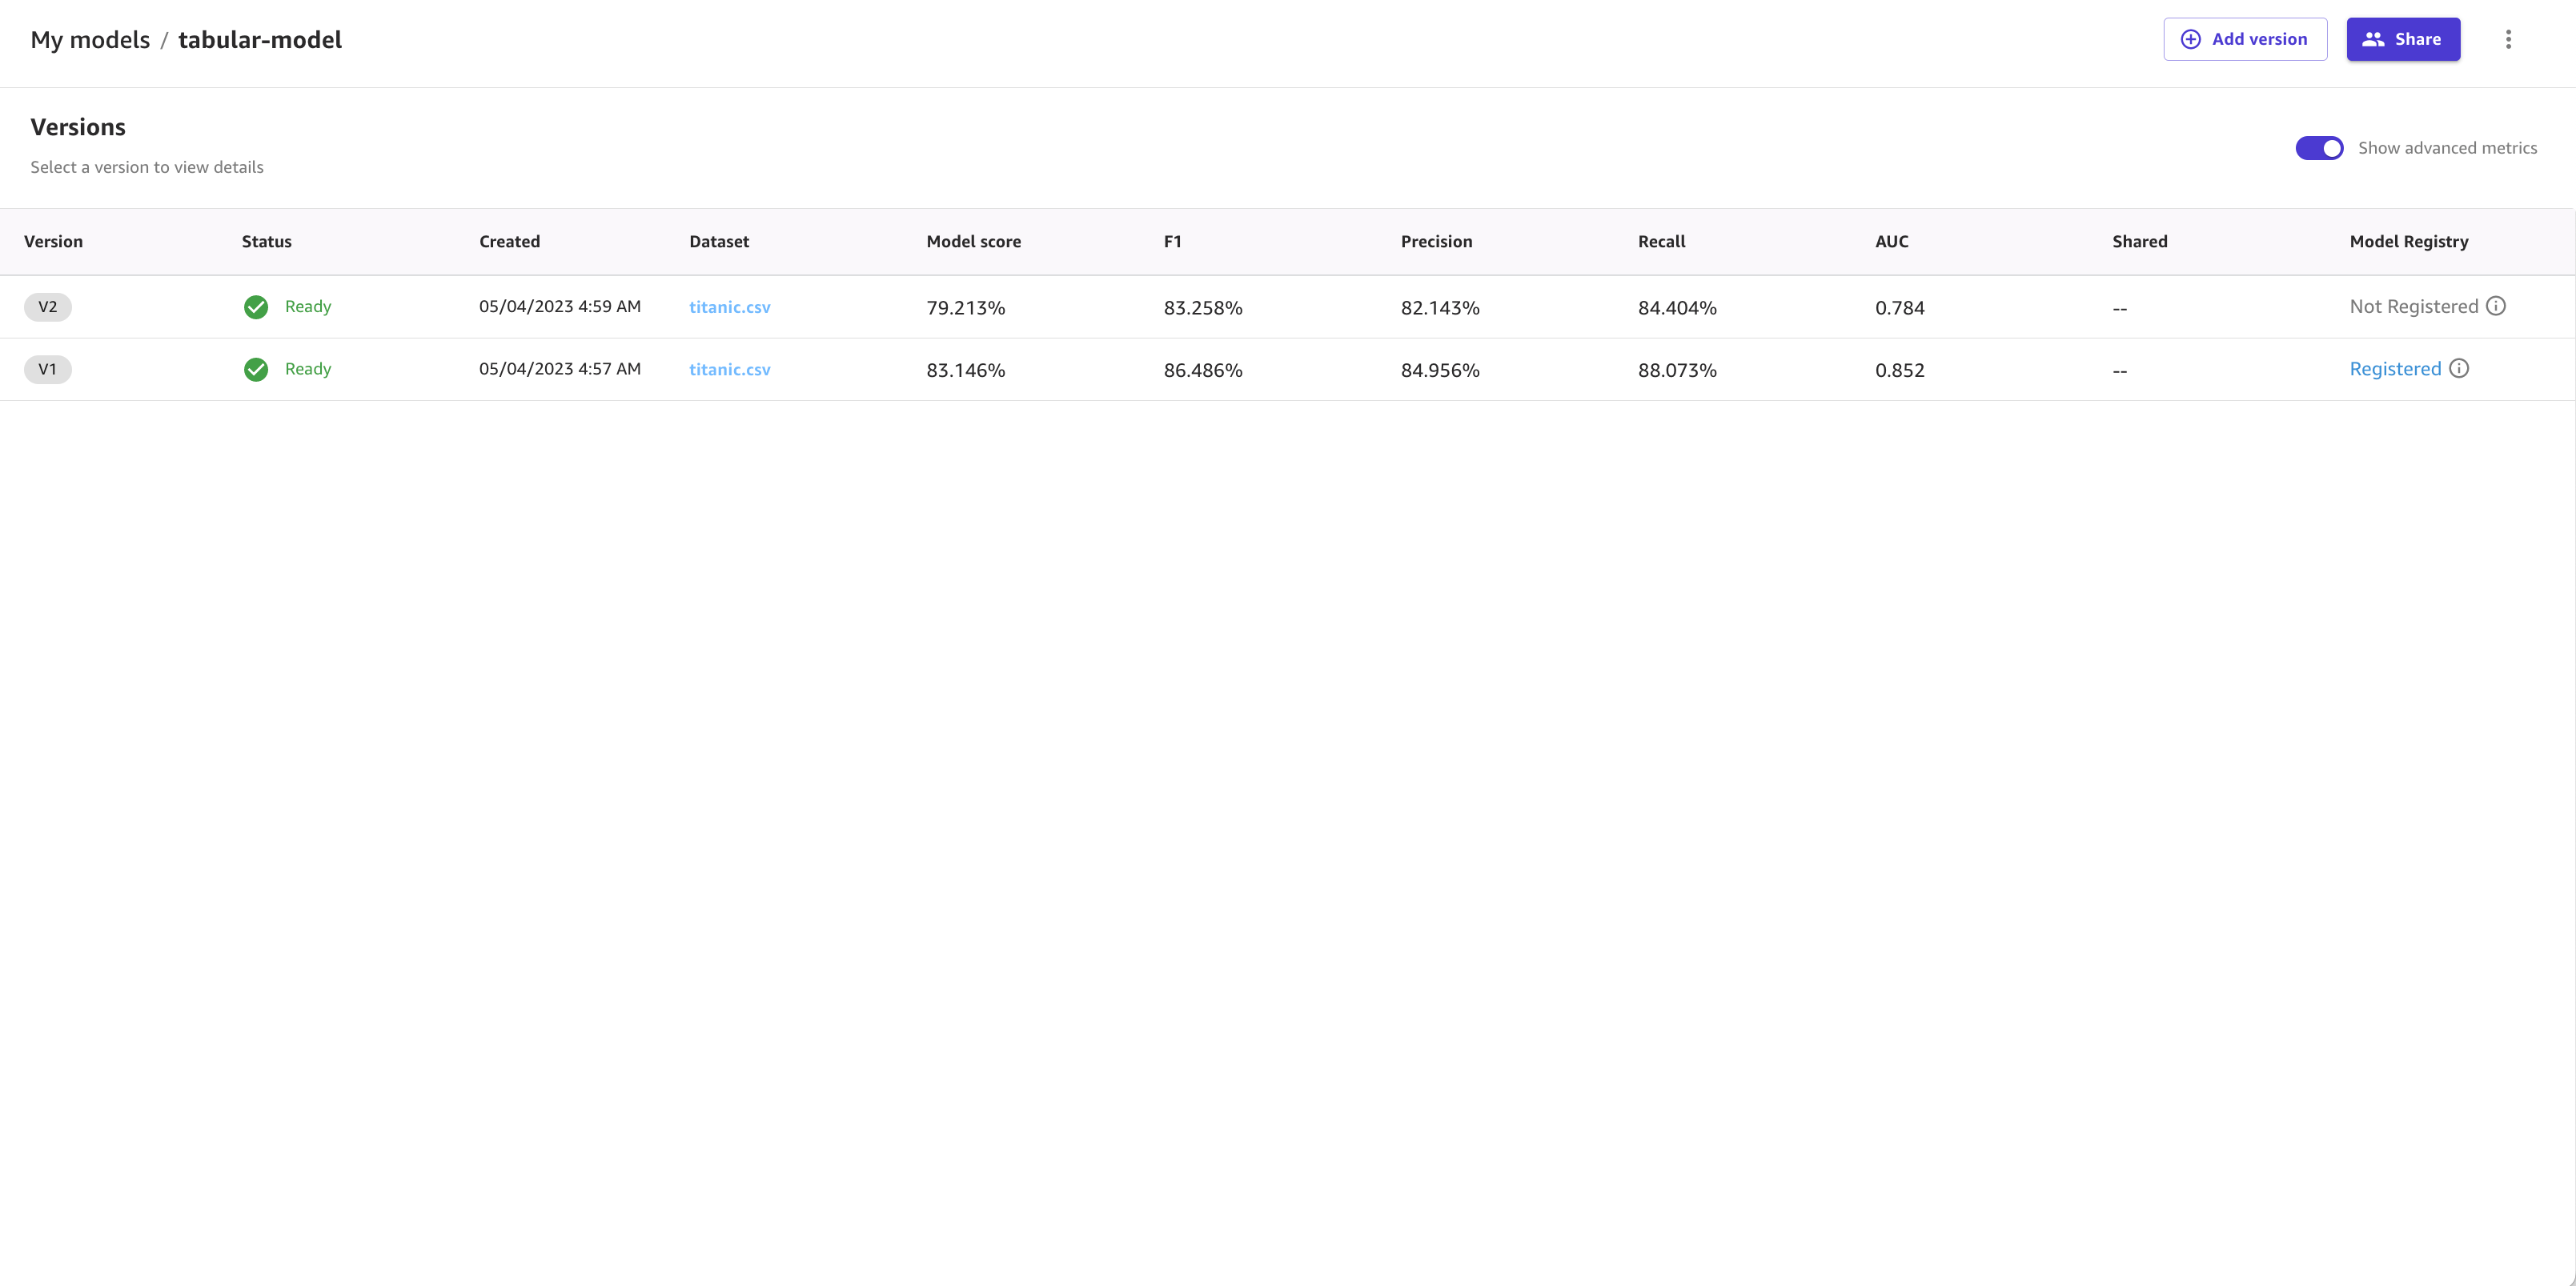 My models / tabular-model
Add version
Share
Versions
Select a version to view details
Show advanced metrics
Version Status Created Dataset Model score F1 Precision Recall AUC Shared Model Registry
V2 Ready 05/04/2023 4:59 AM titanic.csv 79.213% 83.258% 82.143% 84.404% 0.784 -- Not Registered
V1 Ready 05/04/2023 4:57 AM titanic.csv 83.146% 86.486% 84.956% 88.073% 0.852 -- Registered